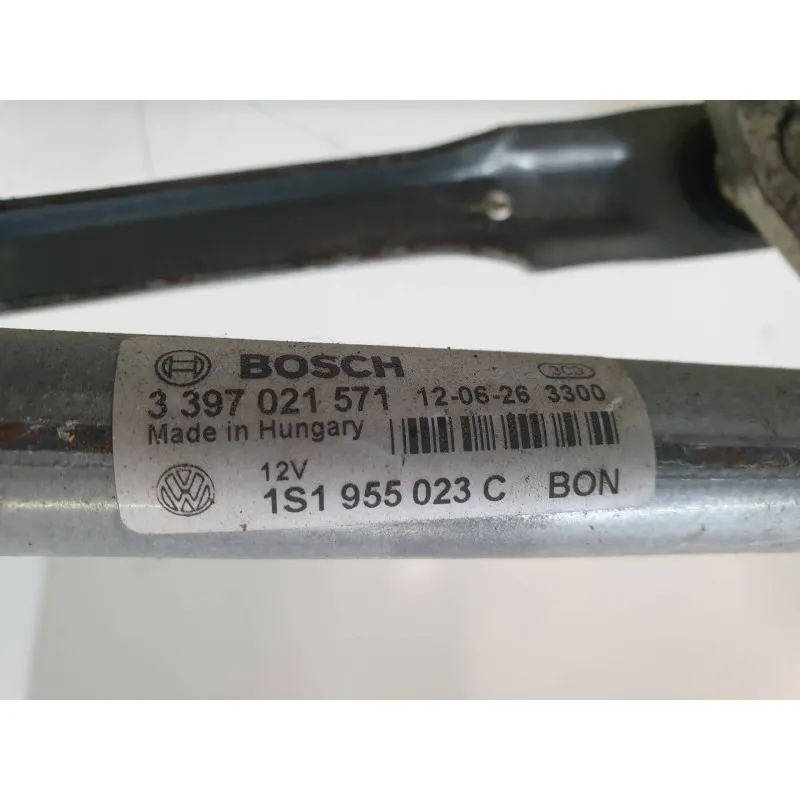 BOSCH
3 397 021 571 12-06-26 3300
Made in Hungary
12V
1S1 955 023 C BON